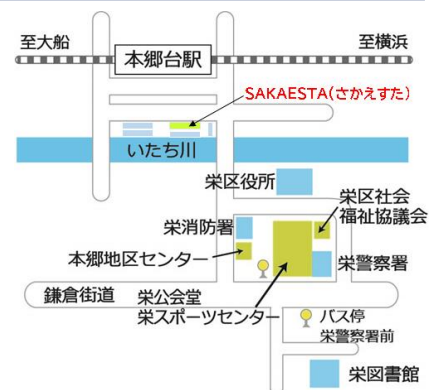 至大船
本郷台駅
至横浜
SAKAESTA(さかえすた)
いたち川
栄区役所
栄区社会
福祉協議会
栄消防署
本郷地区センター
栄警察署
鎌倉街道
栄公会堂
栄スポーツセンター
バス停
栄警察署前
栄図書館